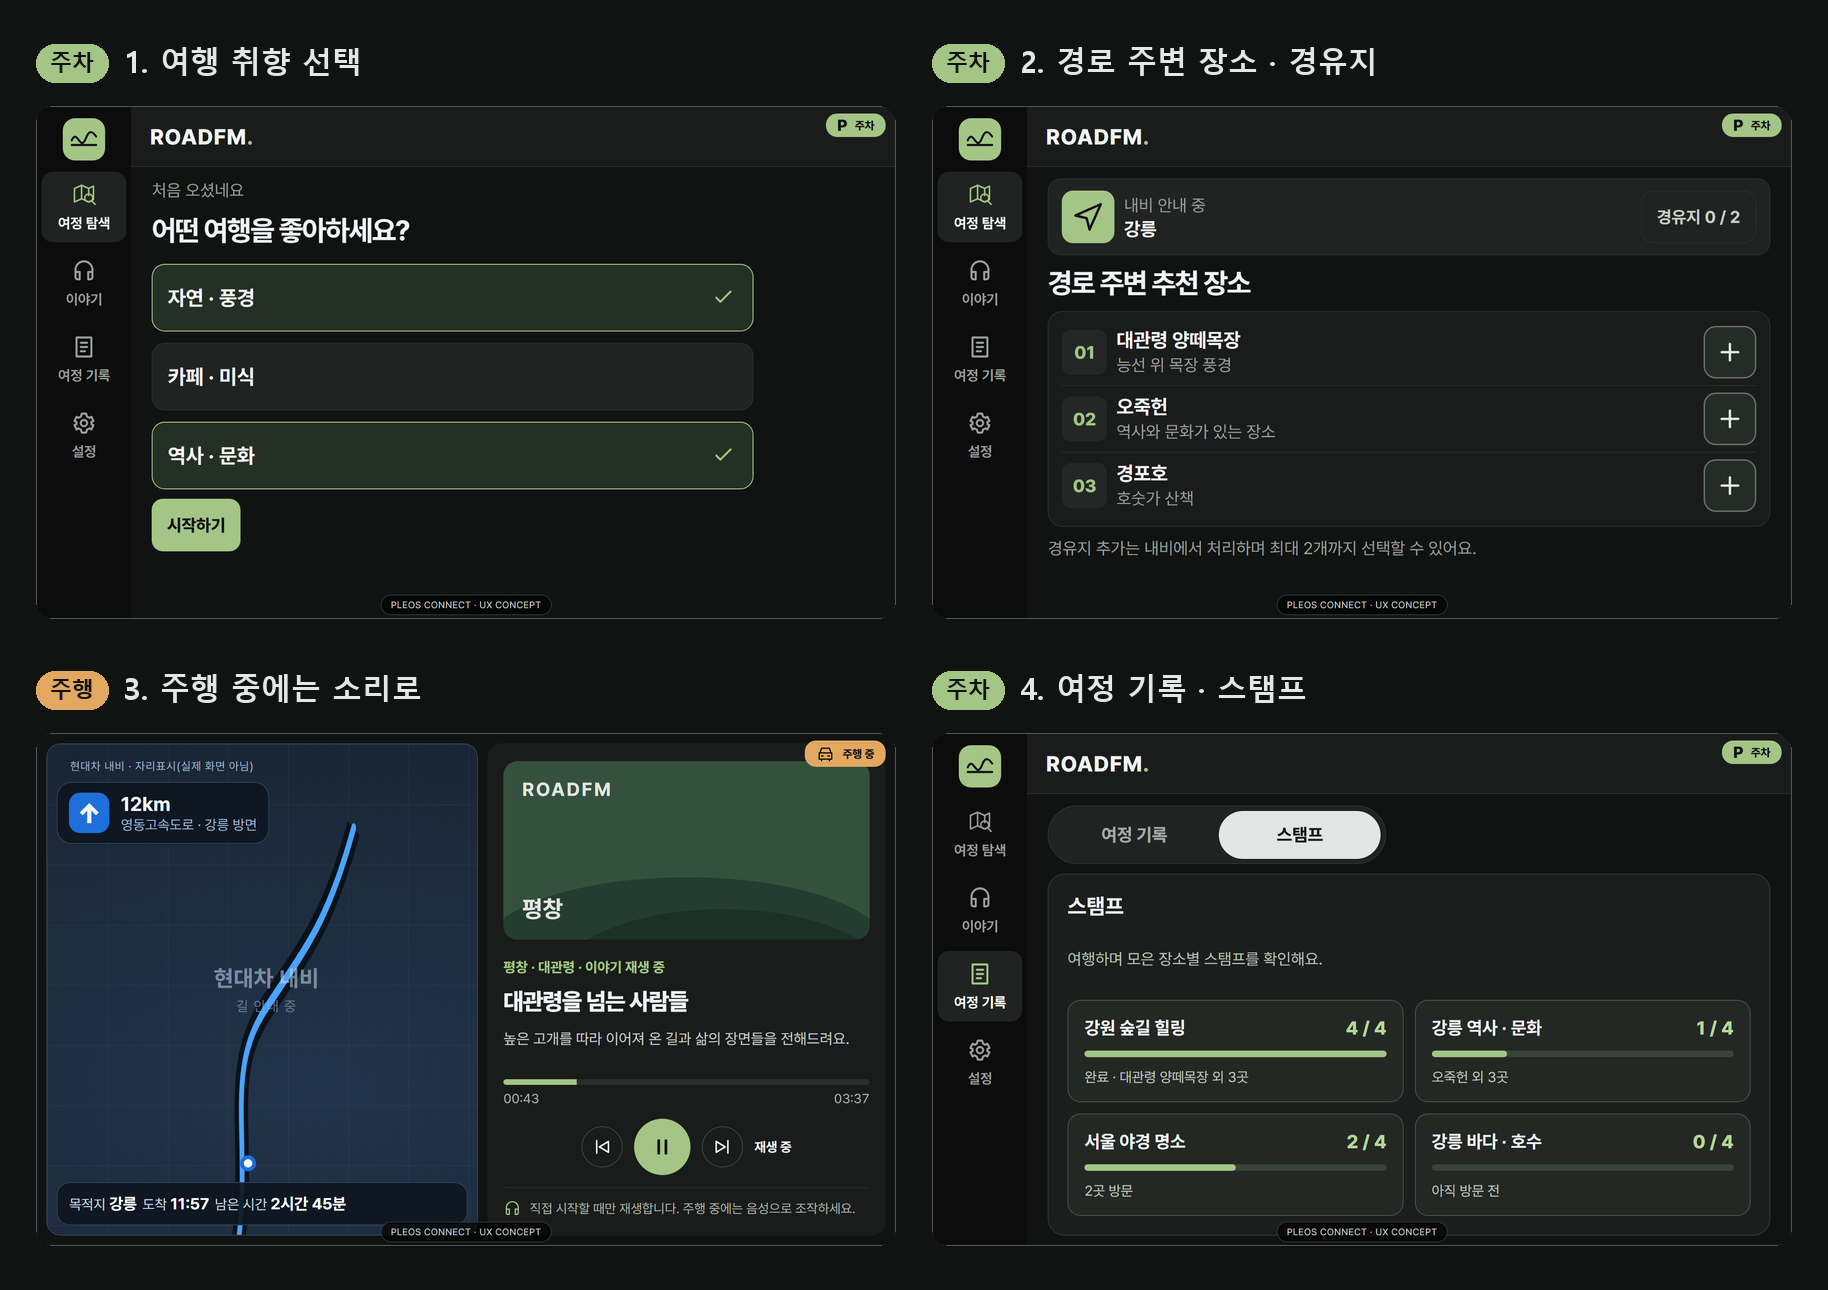 주차 1. 여행 취향 선택
ROADFM.
P 주차
여정 탐색
이야기
여정 기록
설정
처음 오셨네요
어떤 여행을 좋아하세요?
자연 · 풍경
카페 · 미식
역사 · 문화
시작하기
PLEOS CONNECT · UX CONCEPT
주차 2. 경로 주변 장소 · 경유지
ROADFM.
P 주차
여정 탐색
이야기
여정 기록
설정
내비 안내 중
강릉
경유지 0 / 2
경로 주변 추천 장소
01 대관령 양떼목장
능선 위 목장 풍경
02 오죽헌
역사와 문화가 있는 장소
03 경포호
호숫가 산책
경유지 추가는 내비에서 처리하며 최대 2개까지 선택할 수 있어요.
PLEOS CONNECT · UX CONCEPT
주행 3. 주행 중에는 소리로
현대차 내비 · 자리표시(실제 화면 아님)
12km
영동고속도로 · 강릉 방면
현대차 내비
길 안내 중
목적지 강릉 도착 11:57 남은 시간 2시간 45분
주행 중
ROADFM
평창
평창 · 대관령 · 이야기 재생 중
대관령을 넘는 사람들
높은 고개를 따라 이어져 온 길과 삶의 장면들을 전해드려요.
00:43 03:37
재생 중
직접 시작할 때만 재생합니다. 주행 중에는 음성으로 조작하세요.
PLEOS CONNECT · UX CONCEPT
주차 4. 여정 기록 · 스탬프
ROADFM.
P 주차
여정 탐색
이야기
여정 기록
설정
여정 기록 스탬프
스탬프
여행하며 모은 장소별 스탬프를 확인해요.
강원 숲길 힐링 4 / 4
완료 · 대관령 양떼목장 외 3곳
강릉 역사 · 문화 1 / 4
오죽헌 외 3곳
서울 야경 명소 2 / 4
2곳 방문
강릉 바다 · 호수 0 / 4
아직 방문 전
PLEOS CONNECT · UX CONCEPT